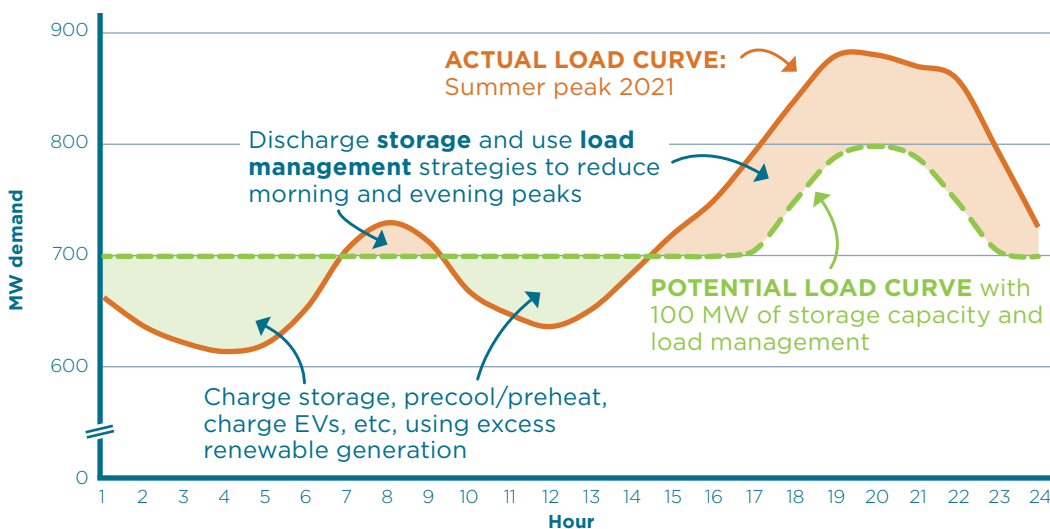 900
800
700
600
0
MW demand
ACTUAL LOAD CURVE:
Summer peak 2021
Discharge storage and use load
management strategies to reduce
morning and evening peaks
POTENTIAL LOAD CURVE with
100 MW of storage capacity and
load management
Charge storage, precool/preheat,
charge EVs, etc, using excess
renewable generation
1 2 3 4 5 6 7 8 9 10 11 12 13 14 15 16 17 18 19 20 21 22 23 24
Hour